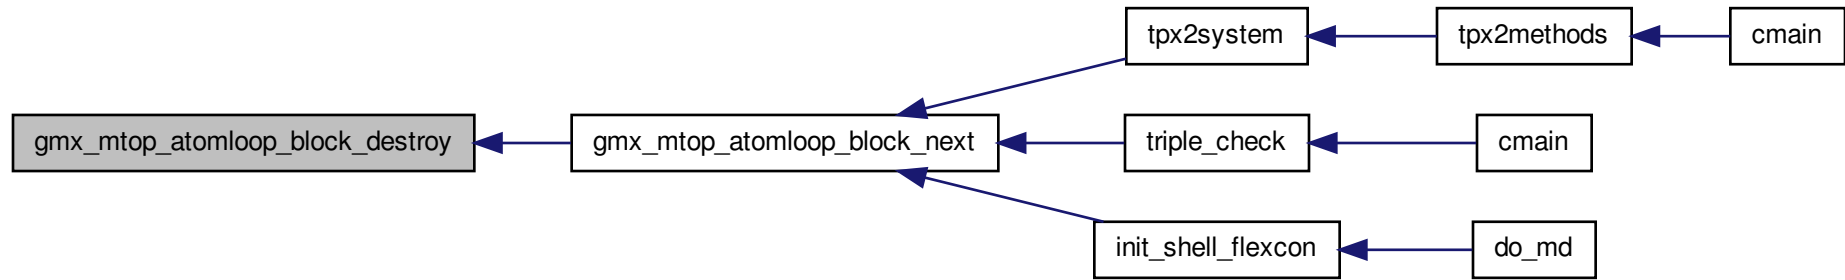 tpx2system
tpx2methods
cmain
gmx_mtop_atomloop_block_destroy
gmx_mtop_atomloop_block_next
triple_check
cmain
init_shell_flexcon
do_md